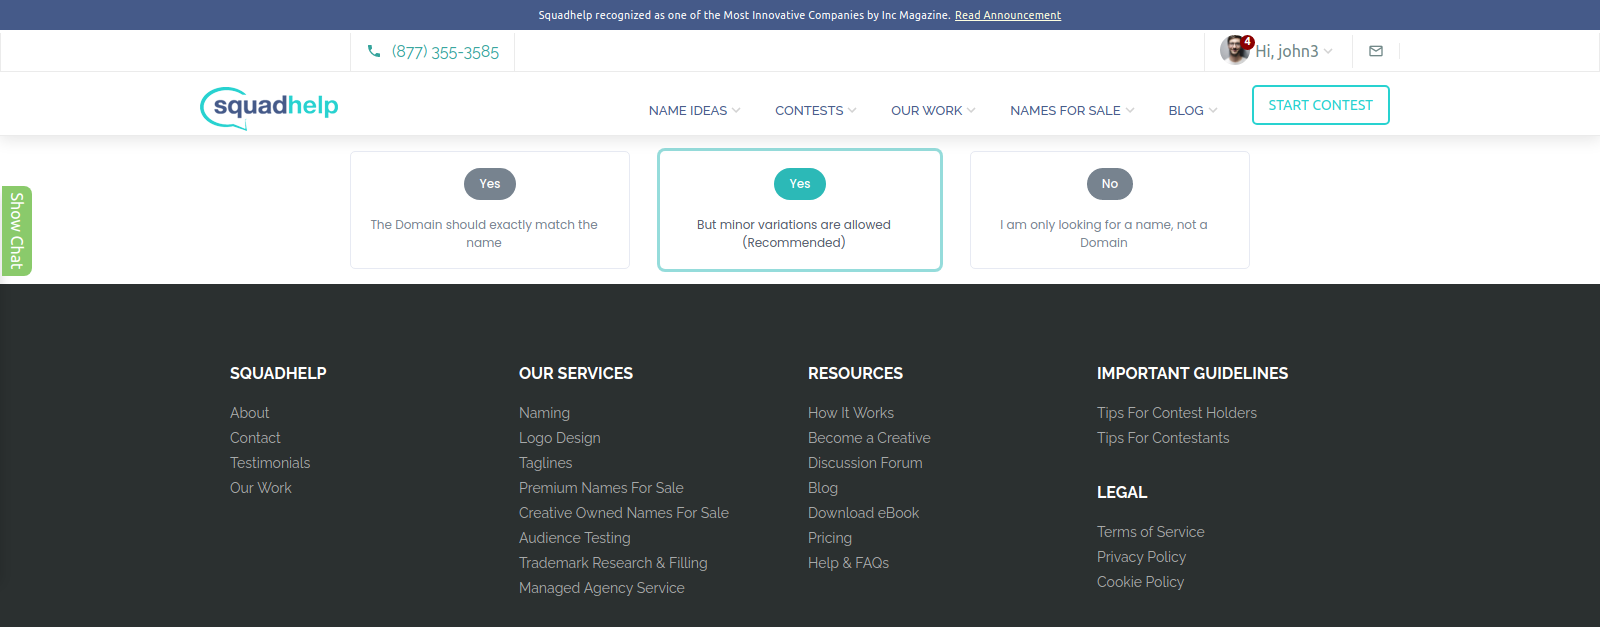 Squadhelp recognized as one of the Most Innovative Companies by Inc Magazine. Read Announcement
(877) 355-3585
4
Hi, john3
squadhelp
NAME IDEAS
CONTESTS
OUR WORK
NAMES FOR SALE
BLOG
START CONTEST
Show Chat
Yes
The Domain should exactly match the
name
Yes
But minor variations are allowed
(Recommended)
No
I am only looking for a name, not a
Domain
SQUADHELP
About
Contact
Testimonials
Our Work
OUR SERVICES
Naming
Logo Design
Taglines
Premium Names For Sale
Creative Owned Names For Sale
Audience Testing
Trademark Research & Filling
Managed Agency Service
RESOURCES
How It Works
Become a Creative
Discussion Forum
Blog
Download eBook
Pricing
Help & FAQs
IMPORTANT GUIDELINES
Tips For Contest Holders
Tips For Contestants
LEGAL
Terms of Service
Privacy Policy
Cookie Policy